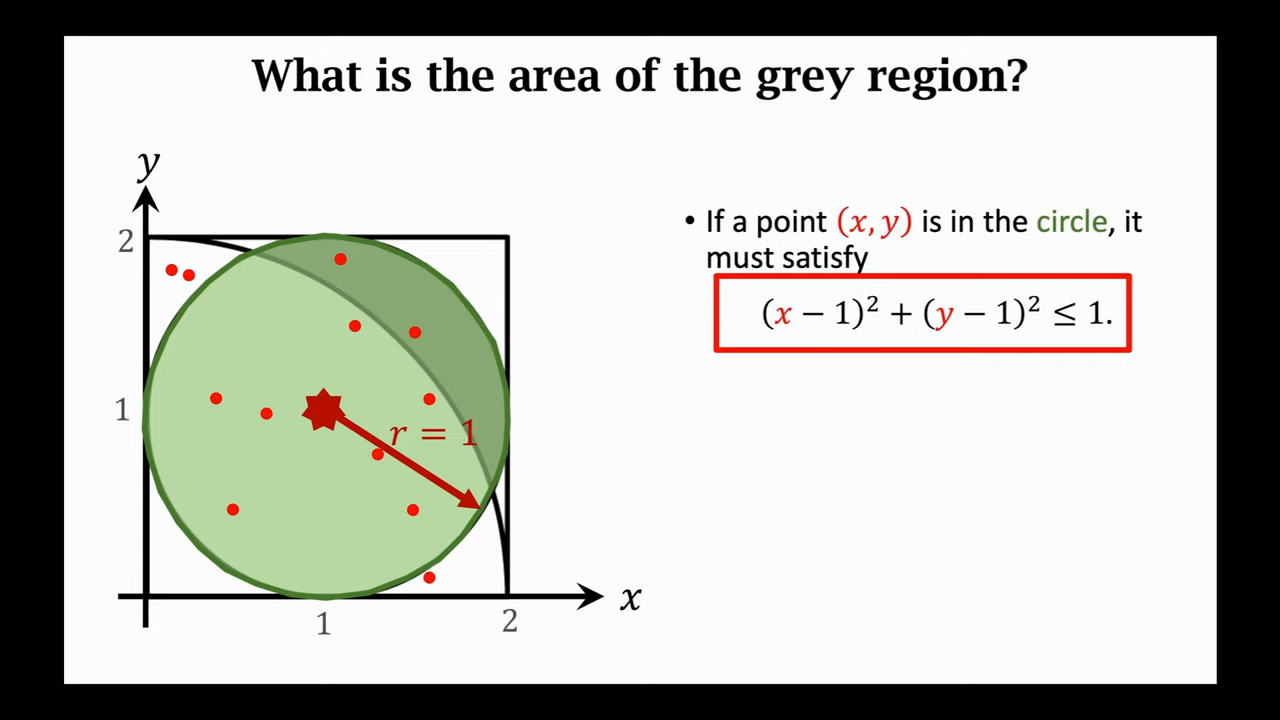 What is the area of the grey region?
y
2
1
r = 1
1
2
x
• If a point (x, y) is in the circle, it
must satisfy
(x − 1)² + (y − 1)² ≤ 1.